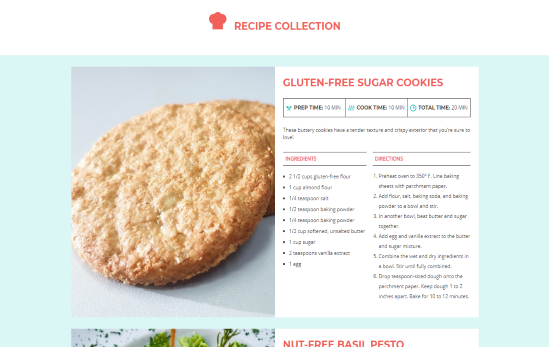 RECIPE COLLECTION
GLUTEN-FREE SUGAR COOKIES
PREP TIME: 10 MIN
COOK TIME: 10 MIN
TOTAL TIME: 20 MIN
These buttery cookies have a tender texture and crispy exterior that you're sure to
love!
INGREDIENTS
2 1/2 cups gluten-free flour
1 cup almond flour
1/4 teaspoon salt
1/2 teaspoon baking powder
1/4 teaspoon baking powder
1/2 cup softened, unsalted butter
1 cup sugar
2 teaspoons vanilla extract
1 egg
DIRECTIONS
1. Preheat oven to 350° F. Line baking
sheets with parchment paper.
2. Add flour, salt, baking soda, and baking
powder to a bowl and stir.
3. In another bowl, beat butter and sugar
together.
4. Add egg and vanilla extract to the butter
and sugar mixture.
5. Combine the wet and dry ingredients in
a bowl. Stir until fully combined.
6. Drop teaspoon-sized dough onto the
parchment paper. Keep dough 1 to 2
inches apart. Bake for 10 to 12 minutes.
NUT-FREE BASIL PESTO